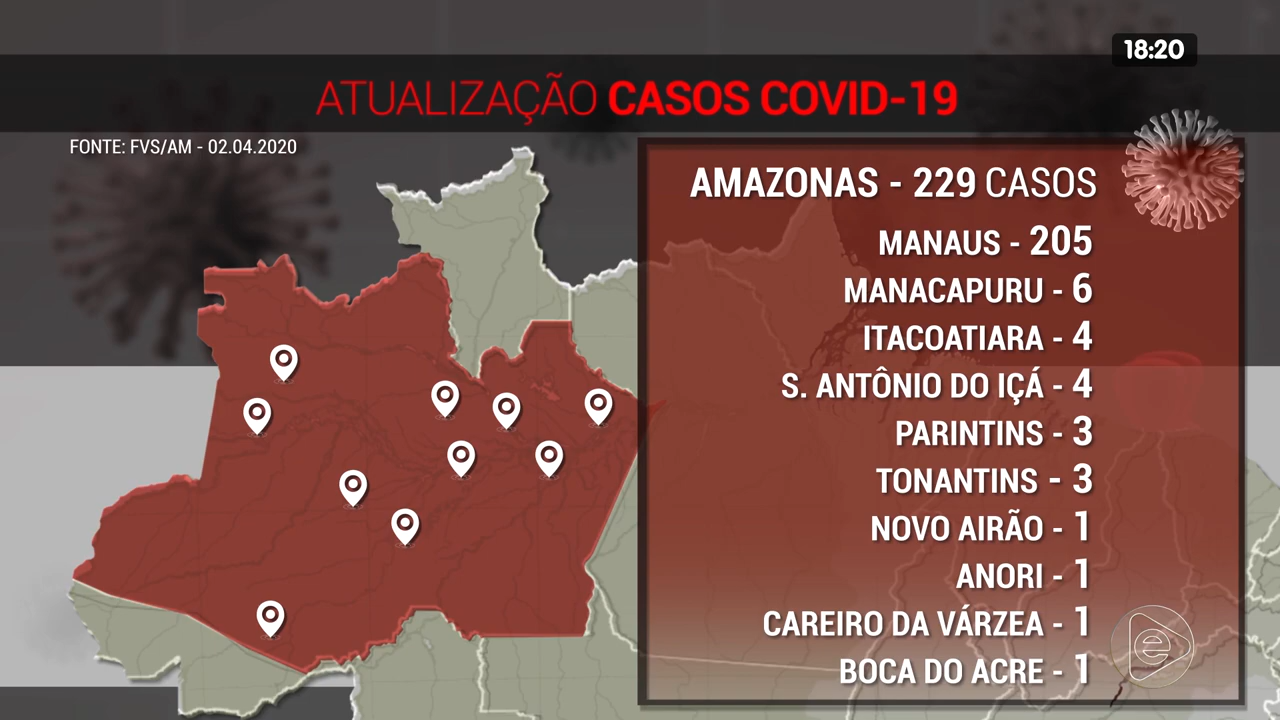 18:20
ATUALIZAÇÃO CASOS COVID-19
FONTE: FVS/AM - 02.04.2020
AMAZONAS - 229 CASOS
MANAUS - 205
MANACAPURU - 6
ITACOATIARA - 4
S. ANTÔNIO DO IÇÁ - 4
PARINTINS - 3
TONANTINS - 3
NOVO AIRÃO - 1
ANORI - 1
CAREIRO DA VÁRZEA - 1
BOCA DO ACRE - 1
e